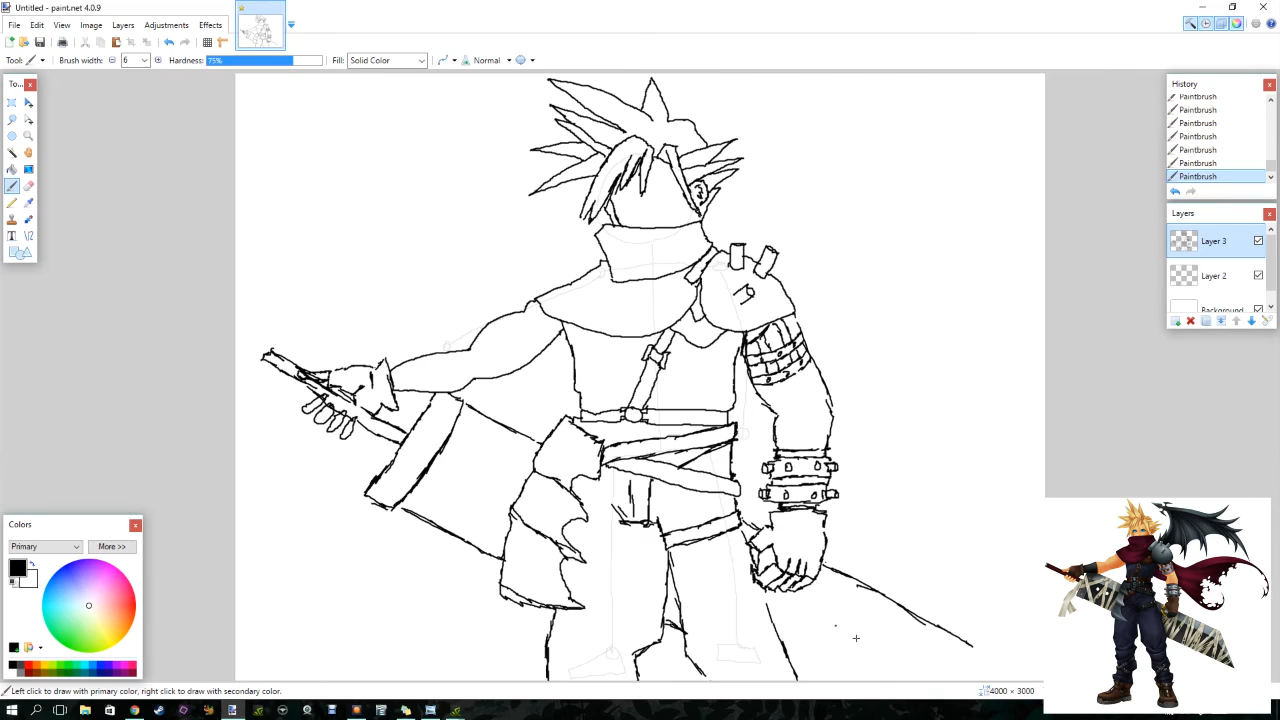 Untitled - paint.net 4.0.9
File Edit View Image Layers Adjustments Effects
Tool: Brush width: 6 Hardness: 75% Fill: Solid Color Normal
To...
History
Paintbrush
Paintbrush
Paintbrush
Paintbrush
Paintbrush
Paintbrush
Paintbrush
Layers
Layer 3
Layer 2
Background
Colors
Primary More >>
Left click to draw with primary color, right click to draw with secondary color.
4000 × 3000